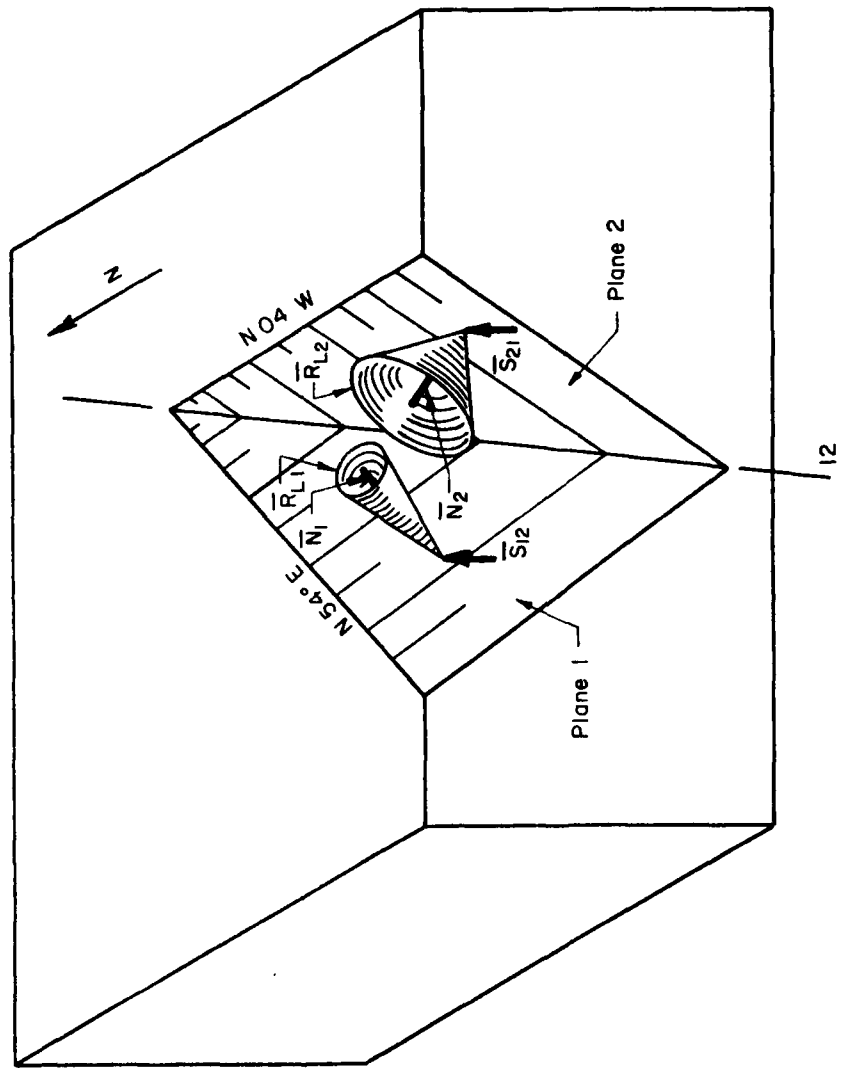 N
N 04 W
R̅L2
R̅L1
N̅1
N 54° E
S̅21
Plane 2
N̅2
S̅12
Plane 1
12